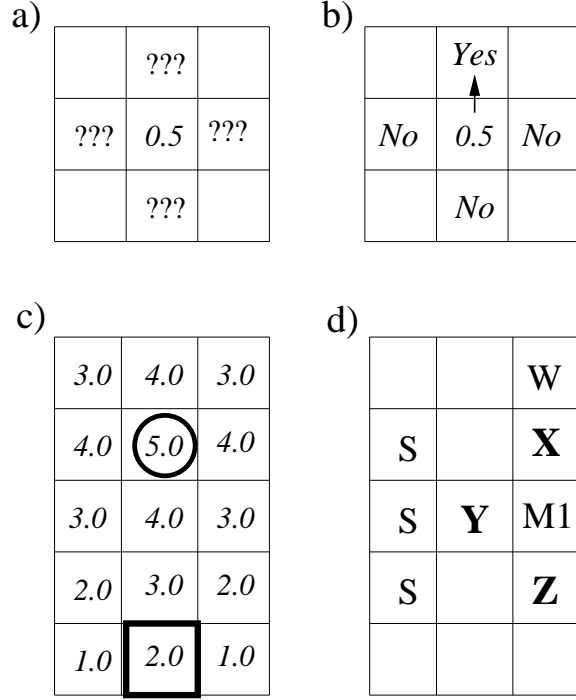 a)
???
??? 0.5 ???
???
b)
Yes
No 0.5 No
No
c)
3.0 4.0 3.0
4.0 5.0 4.0
3.0 4.0 3.0
2.0 3.0 2.0
1.0 2.0 1.0
d)
W
S X
S Y M1
S Z